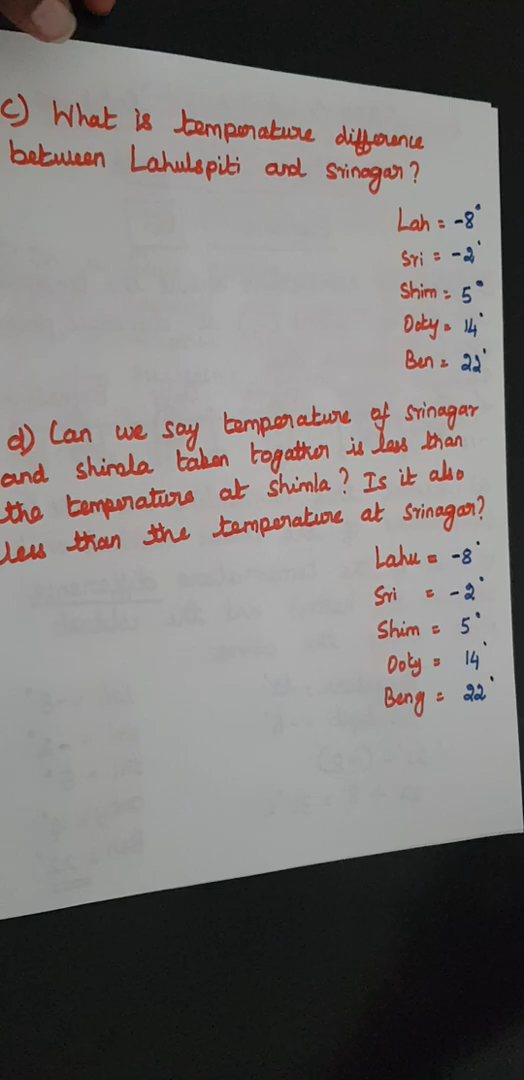 c) What is temperature difference
between Lahulspiti and Srinagar?
Lah = -8°
Sri = -2°
Shim = 5°
Ooty = 14°
Ben = 22°
d) Can we say temperature of Srinagar
and shimla taken togather is less than
the temperature at Shimla? Is it also
less than the temperature at Srinagar?
Lahu = -8°
Sri = -2°
Shim = 5°
Ooty = 14°
Beng = 22°